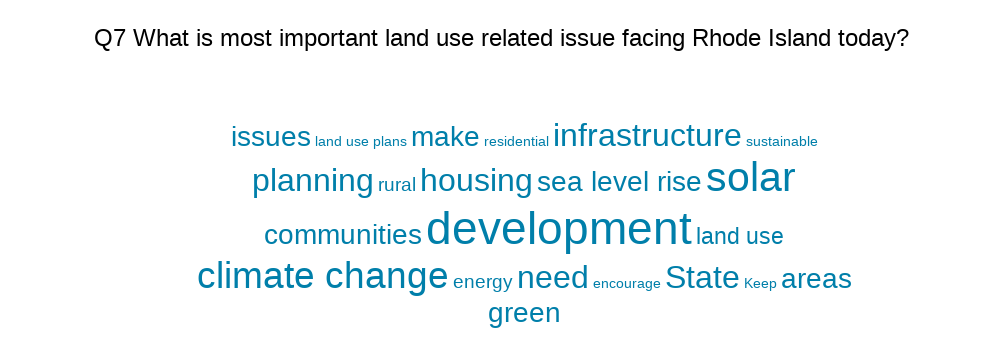 Q7 What is most important land use related issue facing Rhode Island today?
issues land use plans make residential infrastructure sustainable
planning rural housing sea level rise solar
communities development land use
climate change energy need encourage State Keep areas
green